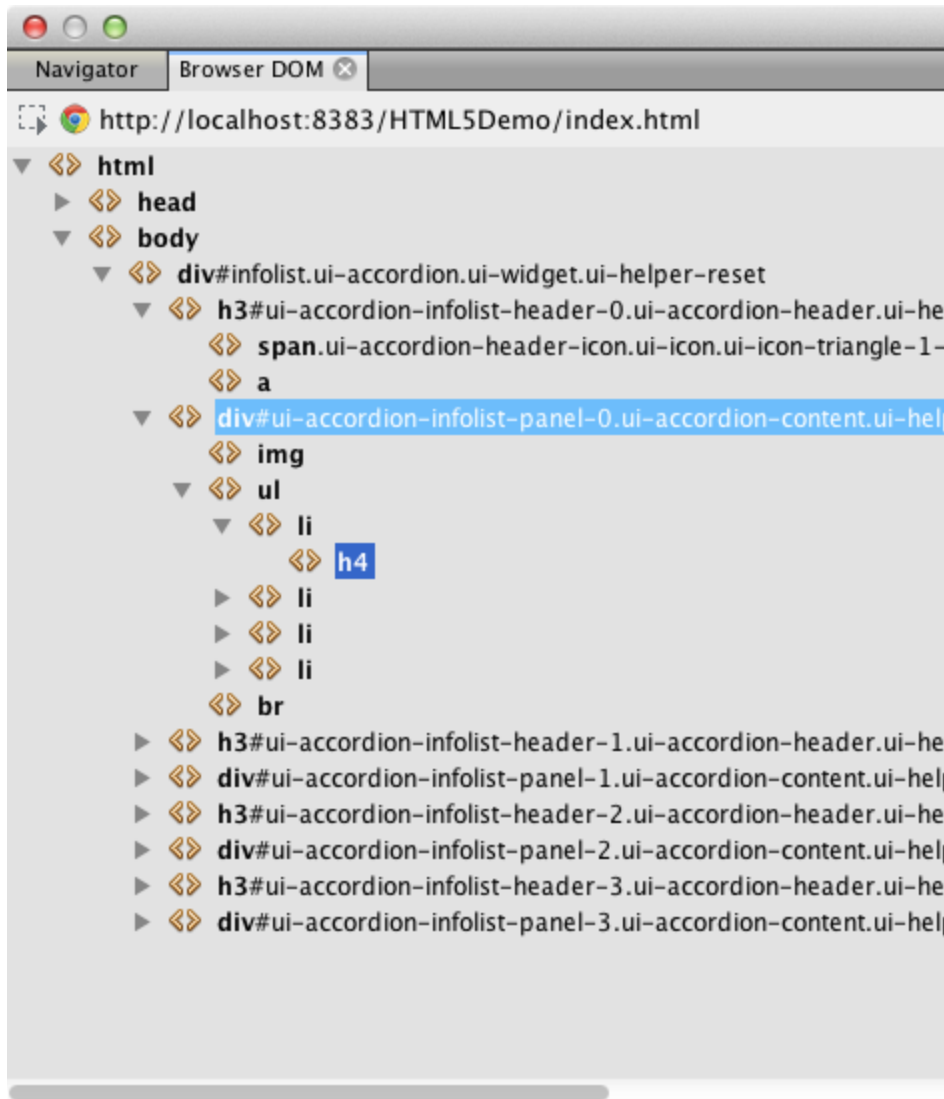 Navigator Browser DOM
http://localhost:8383/HTML5Demo/index.html
html
head
body
div#infolist.ui-accordion.ui-widget.ui-helper-reset
h3#ui-accordion-infolist-header-0.ui-accordion-header.ui-he
span.ui-accordion-header-icon.ui-icon.ui-icon-triangle-1-
a
div#ui-accordion-infolist-panel-0.ui-accordion-content.ui-hel
img
ul
li
h4
li
li
li
br
h3#ui-accordion-infolist-header-1.ui-accordion-header.ui-he
div#ui-accordion-infolist-panel-1.ui-accordion-content.ui-hel
h3#ui-accordion-infolist-header-2.ui-accordion-header.ui-he
div#ui-accordion-infolist-panel-2.ui-accordion-content.ui-hel
h3#ui-accordion-infolist-header-3.ui-accordion-header.ui-he
div#ui-accordion-infolist-panel-3.ui-accordion-content.ui-hel